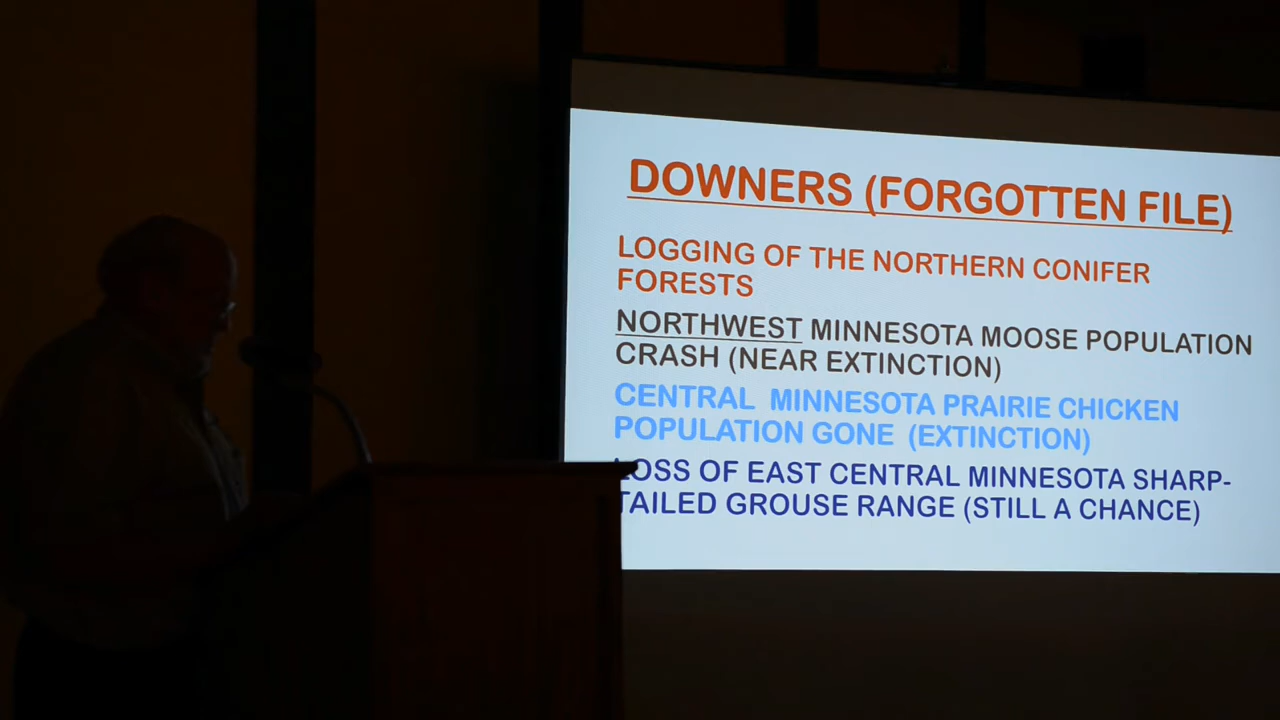 DOWNERS (FORGOTTEN FILE)
LOGGING OF THE NORTHERN CONIFER
FORESTS
NORTHWEST MINNESOTA MOOSE POPULATION
CRASH (NEAR EXTINCTION)
CENTRAL MINNESOTA PRAIRIE CHICKEN
POPULATION GONE (EXTINCTION)
LOSS OF EAST CENTRAL MINNESOTA SHARP-
TAILED GROUSE RANGE (STILL A CHANCE)